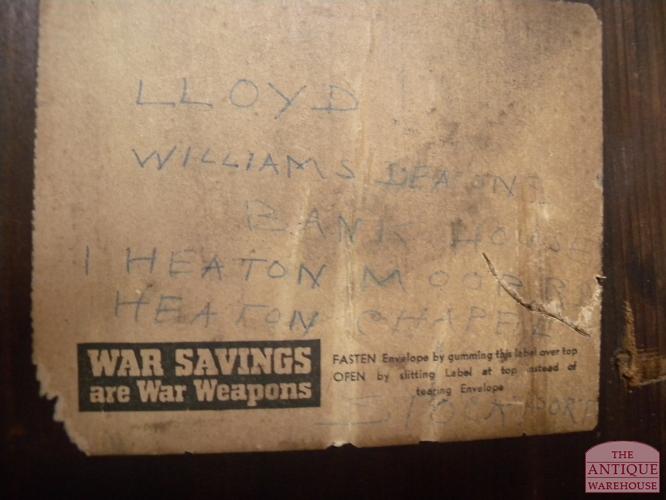 LLOYD
WILLIAMS DEACONS
BANK HOUSE
1 HEATON MOOR RD
HEATON CHAPEL
WAR SAVINGS
are War Weapons
FASTEN Envelope by gumming this label over top
OPEN by slitting Label at top instead of
tearing Envelope
STOCKPORT
THE
ANTIQUE
WAREHOUSE